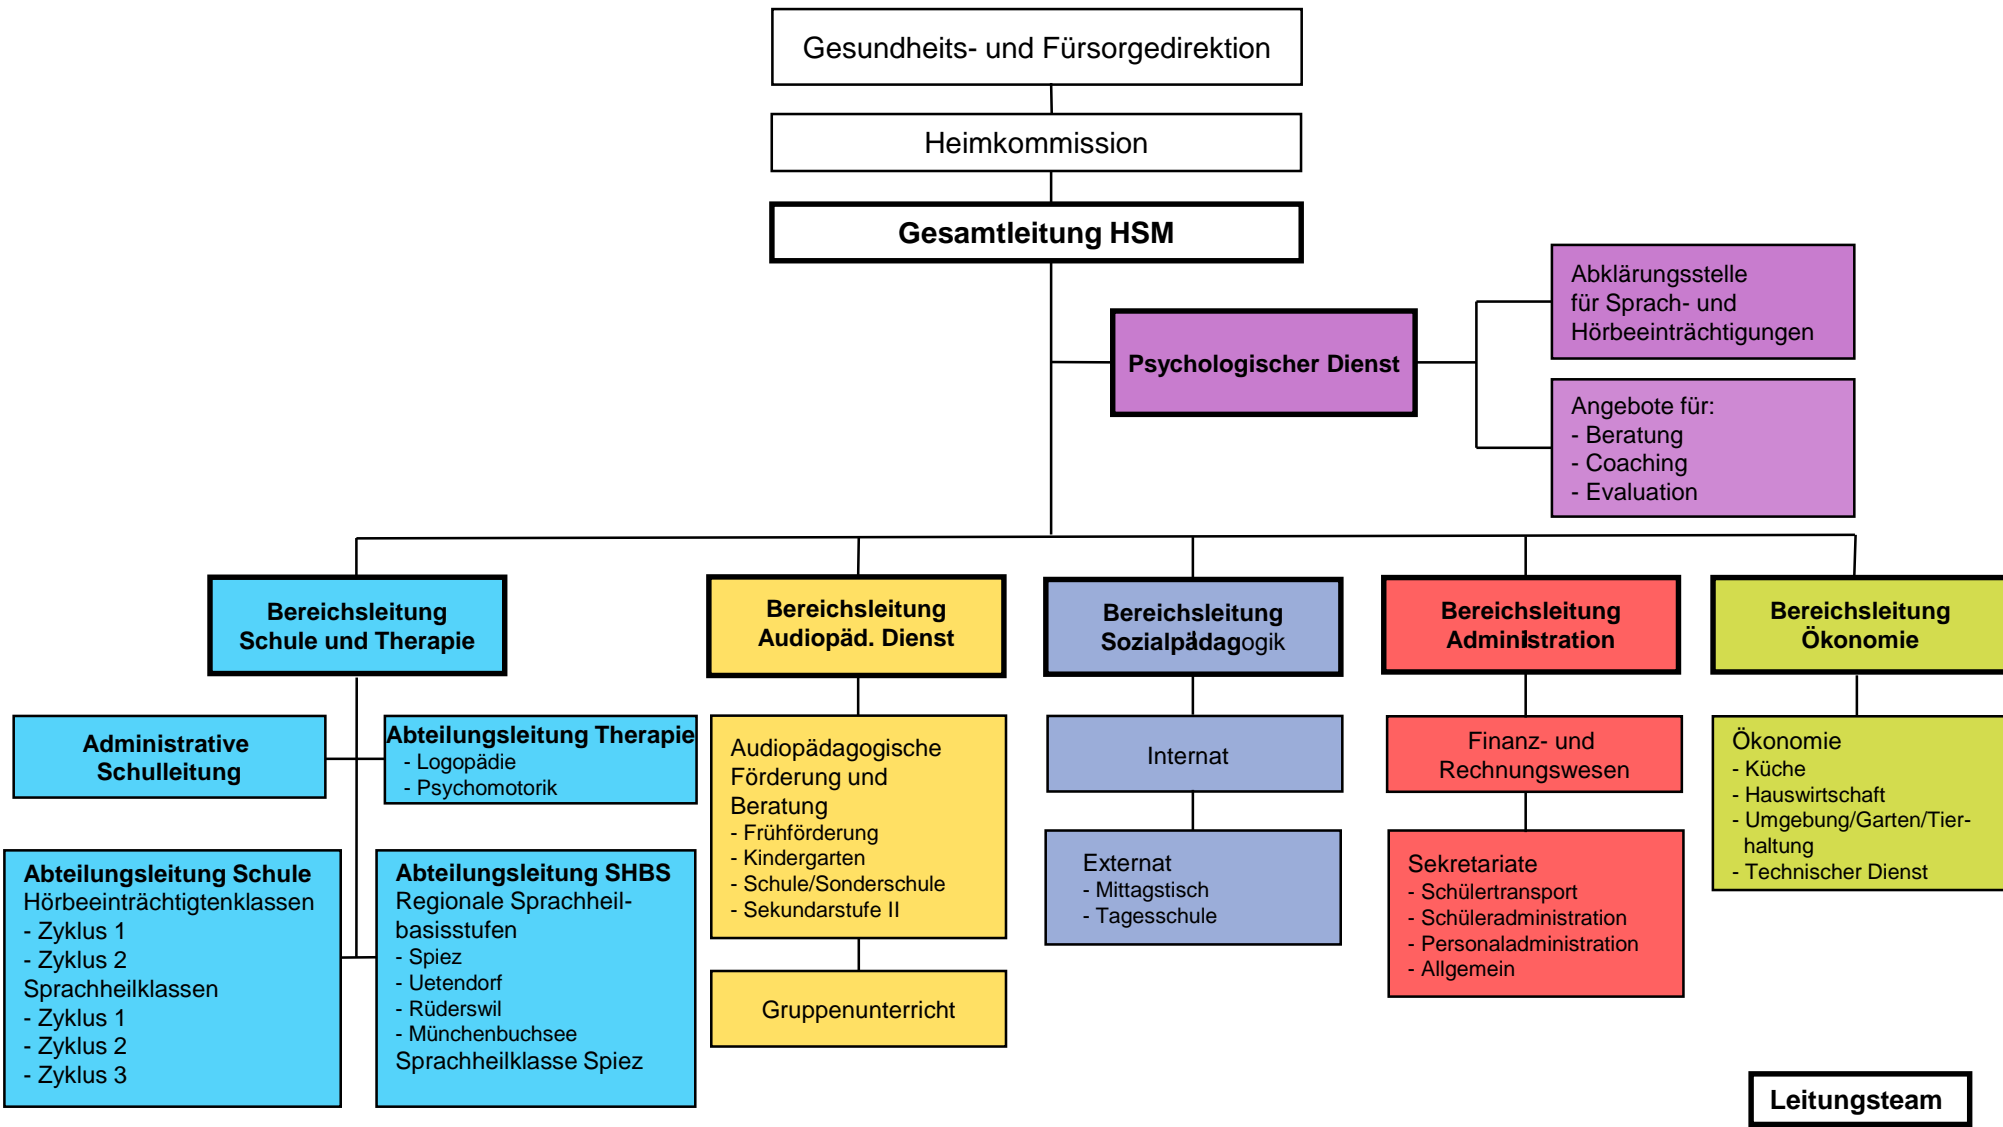 Gesundheits- und Fürsorgedirektion
Heimkommission
Gesamtleitung HSM
Abklärungsstelle
für Sprach- und
Hörbeeinträchtigungen
Psychologischer Dienst
Angebote für:
- Beratung
- Coaching
- Evaluation
Bereichsleitung
Schule und Therapie
Bereichsleitung
Audiopäd. Dienst
Bereichsleitung
Sozialpädagogik
Bereichsleitung
Administration
Bereichsleitung
Ökonomie
Administrative
Schulleitung
Abteilungsleitung Therapie
- Logopädie
- Psychomotorik
Abteilungsleitung Schule
Hörbeeinträchtigtenklassen
- Zyklus 1
- Zyklus 2
Sprachheilklassen
- Zyklus 1
- Zyklus 2
- Zyklus 3
Abteilungsleitung SHBS
Regionale Sprachheil-
basisstufen
- Spiez
- Uetendorf
- Rüderswil
- Münchenbuchsee
Sprachheilklasse Spiez
Audiopädagogische
Förderung und
Beratung
- Frühförderung
- Kindergarten
- Schule/Sonderschule
- Sekundarstufe II
Gruppenunterricht
Internat
Externat
- Mittagstisch
- Tagesschule
Finanz- und
Rechnungswesen
Sekretariate
- Schülertransport
- Schüleradministration
- Personaladministration
- Allgemein
Ökonomie
- Küche
- Hauswirtschaft
- Umgebung/Garten/Tier-
haltung
- Technischer Dienst
Leitungsteam